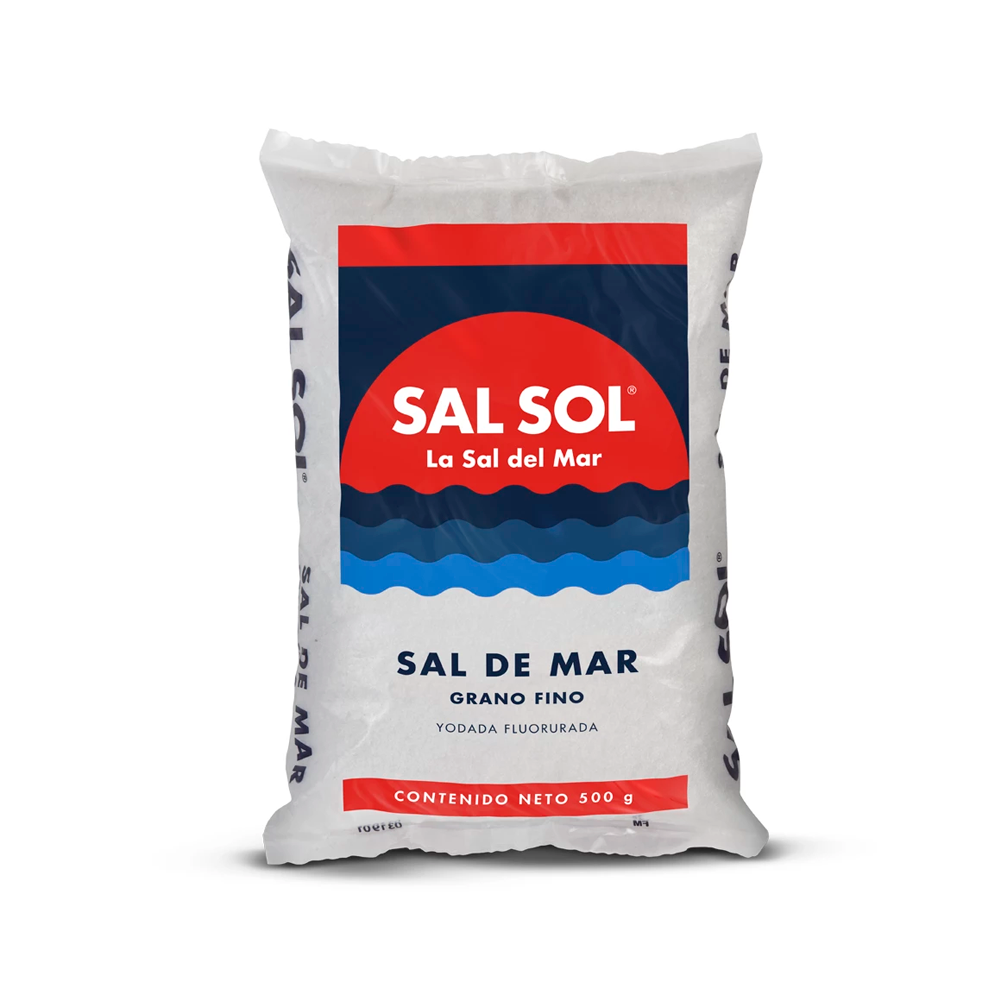 SAL SOL®
La Sal del Mar
SAL DE MAR
GRANO FINO
YODADA FLUORURADA
CONTENIDO NETO 500 g
SAL SOL®
SAL DE MAR
DE MAR
SAL SOL®